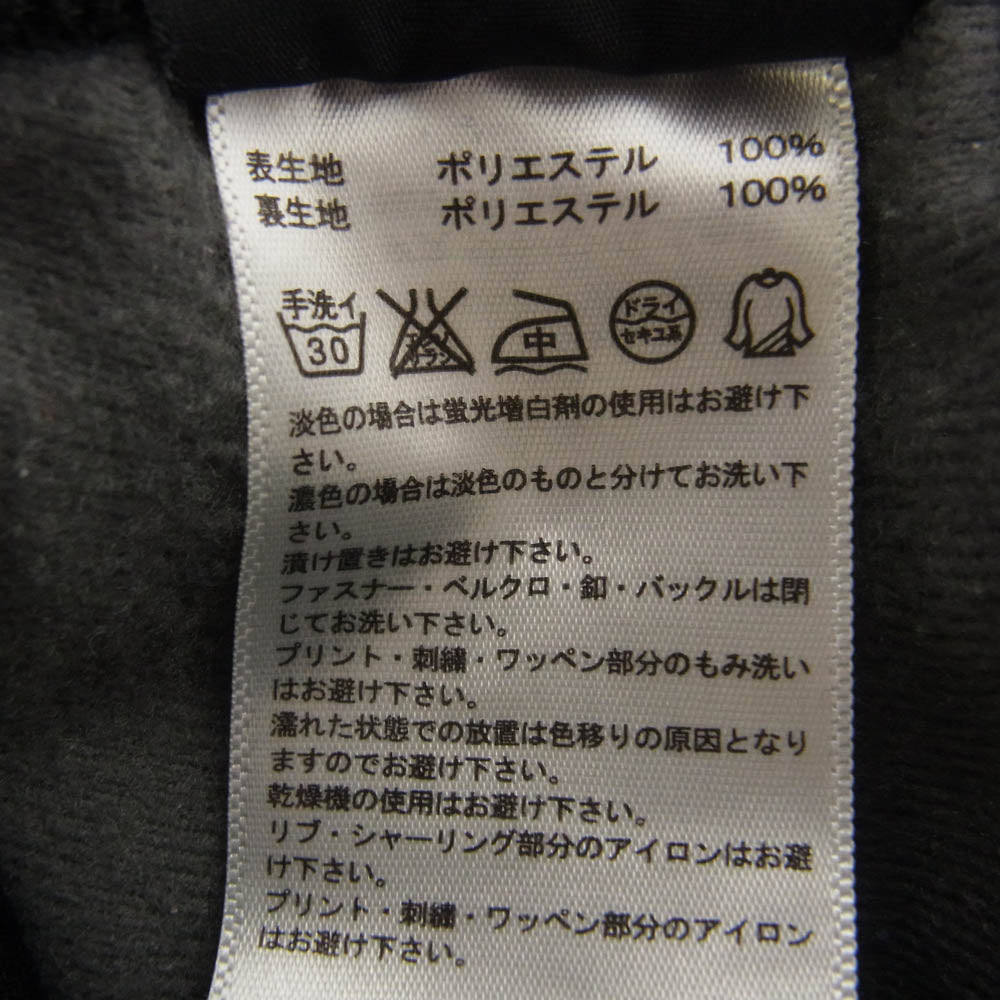 表生地 ポリエステル 100%
裏生地 ポリエステル 100%
手洗イ
30
エンソ
サラシ
中
ドライ
セキユ系
淡色の場合は蛍光増白剤の使用はお避け下
さい。
濃色の場合は淡色のものと分けてお洗い下
さい。
漬け置きはお避け下さい。
ファスナー・ベルクロ・釦・バックルは閉
じてお洗い下さい。
プリント・刺繍・ワッペン部分のもみ洗い
はお避け下さい。
濡れた状態での放置は色移りの原因となり
ますのでお避け下さい。
乾燥機の使用はお避け下さい。
リブ・シャーリング部分のアイロンはお避
け下さい。
プリント・刺繍・ワッペン部分のアイロン
はお避け下さい。